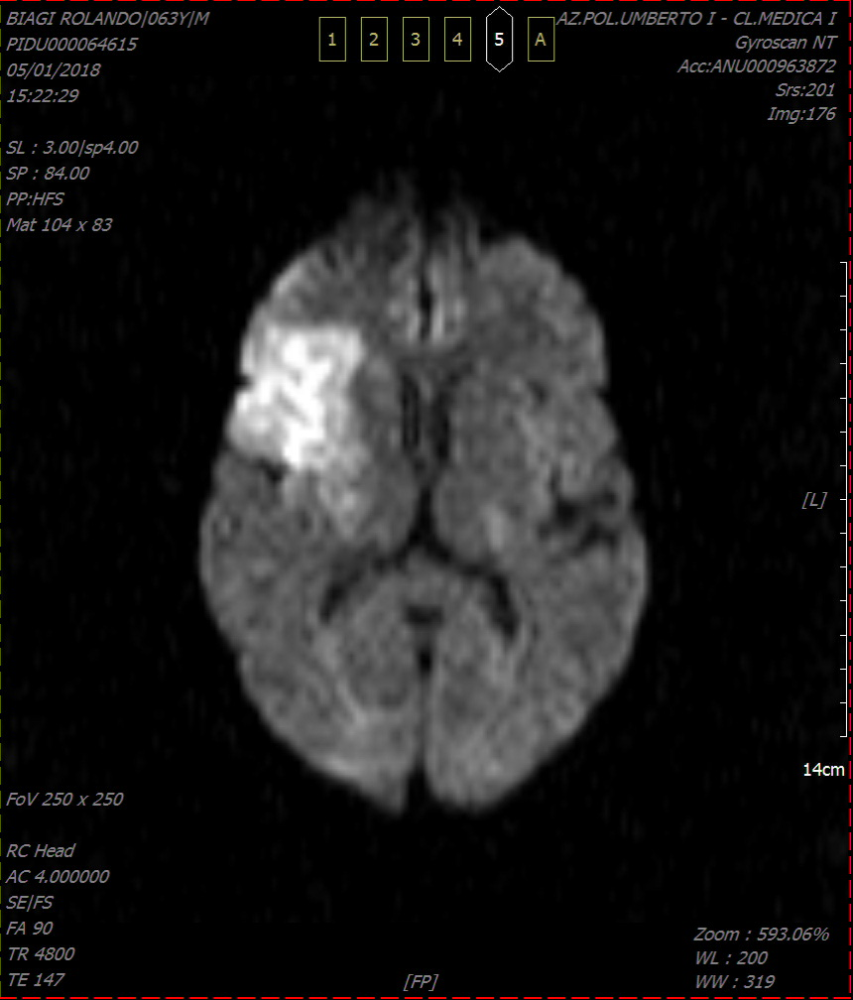 BIAGI ROLANDO|063Y|M
PIDU000064615
05/01/2018
15:22:29
1 2 3 4 5 A
AZ.POL.UMBERTO I - CL.MEDICA I
Gyroscan NT
Acc:ANU000963872
Srs:201
Img:176
SL : 3.00|sp4.00
SP : 84.00
PP:HFS
Mat 104 x 83
[L]
14cm
FoV 250 x 250
RC Head
AC 4.000000
SE/FS
FA 90
TR 4800
TE 147
[FP]
Zoom : 593.06%
WL : 200
WW : 319